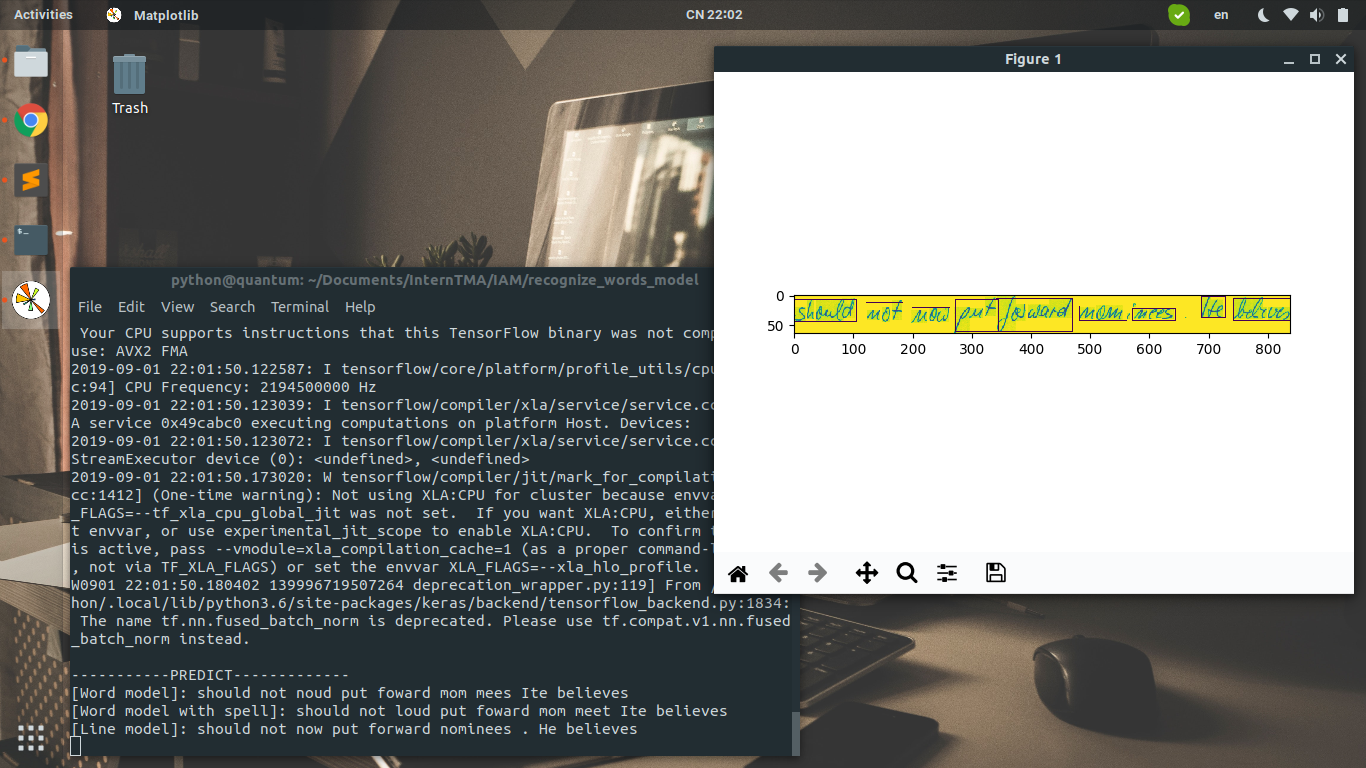 Activities
Matplotlib
CN 22:02
en
Trash
Figure 1
0
50
should not now put forward nominees . He believes
0 100 200 300 400 500 600 700 800
python@quantum: ~/Documents/InternTMA/IAM/recognize_words_model
File Edit View Search Terminal Help
Your CPU supports instructions that this TensorFlow binary was not comp
use: AVX2 FMA
2019-09-01 22:01:50.122587: I tensorflow/core/platform/profile_utils/cpu
c:94] CPU Frequency: 2194500000 Hz
2019-09-01 22:01:50.123039: I tensorflow/compiler/xla/service/service.cc
A service 0x49cabc0 executing computations on platform Host. Devices:
2019-09-01 22:01:50.123072: I tensorflow/compiler/xla/service/service.cc
StreamExecutor device (0): <undefined>, <undefined>
2019-09-01 22:01:50.173020: W tensorflow/compiler/jit/mark_for_compilati
cc:1412] (One-time warning): Not using XLA:CPU for cluster because envva
_FLAGS=--tf_xla_cpu_global_jit was not set.  If you want XLA:CPU, either
t envvar, or use experimental_jit_scope to enable XLA:CPU.  To confirm t
is active, pass --vmodule=xla_compilation_cache=1 (as a proper command-l
, not via TF_XLA_FLAGS) or set the envvar XLA_FLAGS=--xla_hlo_profile.
W0901 22:01:50.180402 139996719507264 deprecation_wrapper.py:119] From /
hon/.local/lib/python3.6/site-packages/keras/backend/tensorflow_backend.py:1834:
The name tf.nn.fused_batch_norm is deprecated. Please use tf.compat.v1.nn.fused
_batch_norm instead.
-----------PREDICT-------------
[Word model]: should not noud put foward mom mees Ite believes
[Word model with spell]: should not loud put foward mom meet Ite believes
[Line model]: should not now put forward nominees . He believes